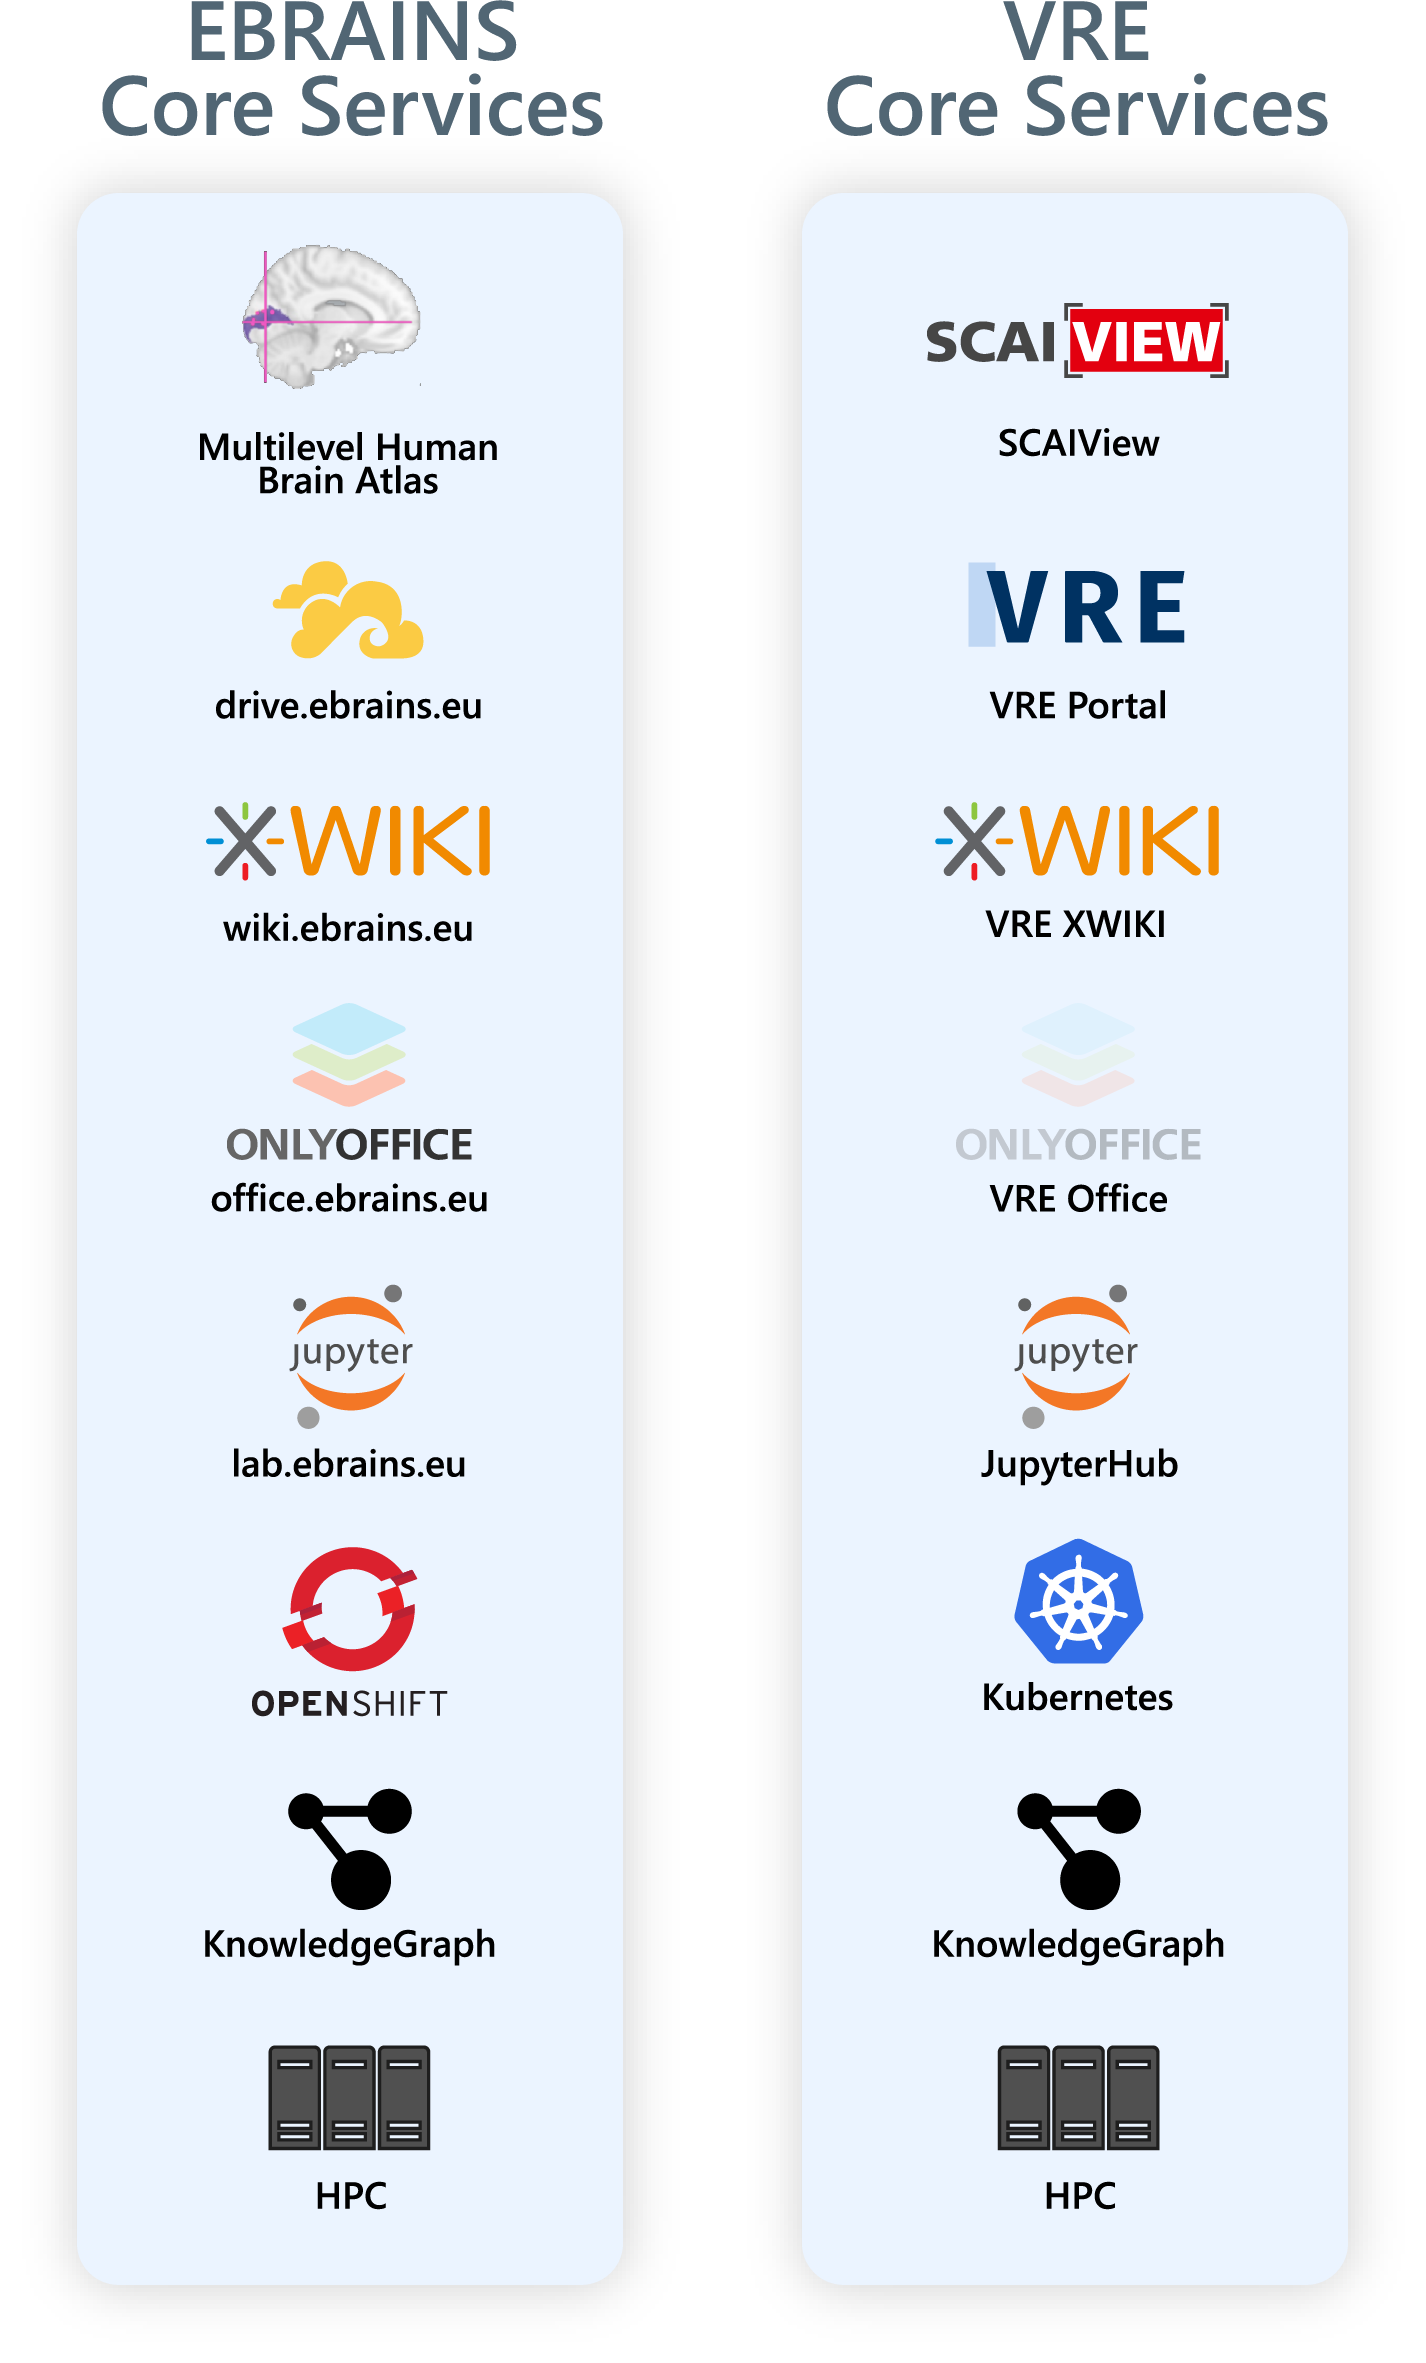 EBRAINS
Core Services
Multilevel Human
Brain Atlas
drive.ebrains.eu
XWIKI
wiki.ebrains.eu
ONLYOFFICE
office.ebrains.eu
jupyter
lab.ebrains.eu
OPENSHIFT
KnowledgeGraph
HPC
VRE
Core Services
SCAIVIEW
SCAIView
VRE
VRE Portal
XWIKI
VRE XWIKI
ONLYOFFICE
VRE Office
jupyter
JupyterHub
Kubernetes
KnowledgeGraph
HPC